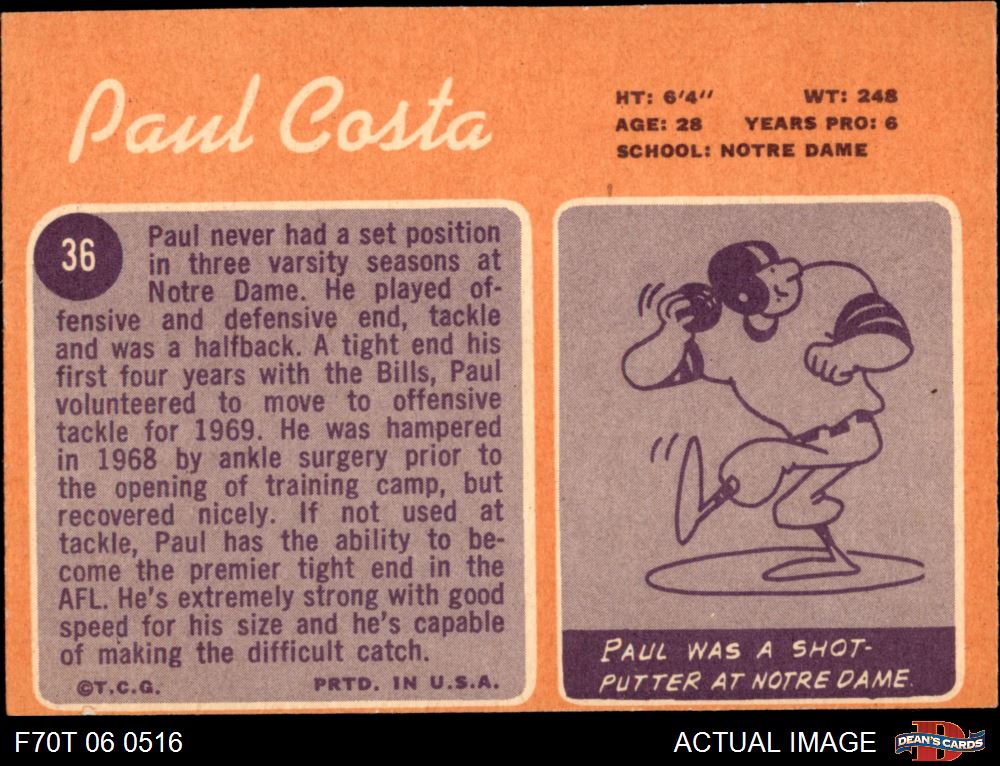 Paul Costa
HT: 6'4'' WT: 248
AGE: 28 YEARS PRO: 6
SCHOOL: NOTRE DAME
36
Paul never had a set position
in three varsity seasons at
Notre Dame. He played of-
fensive and defensive end, tackle
and was a halfback. A tight end his
first four years with the Bills, Paul
volunteered to move to offensive
tackle for 1969. He was hampered
in 1968 by ankle surgery prior to
the opening of training camp, but
recovered nicely. If not used at
tackle, Paul has the ability to be-
come the premier tight end in the
AFL. He's extremely strong with good
speed for his size and he's capable
of making the difficult catch.
©T.C.G. PRTD. IN U.S.A.
PAUL WAS A SHOT-
PUTTER AT NOTRE DAME.
F70T 06 0516
ACTUAL IMAGE
DEAN'S CARDS